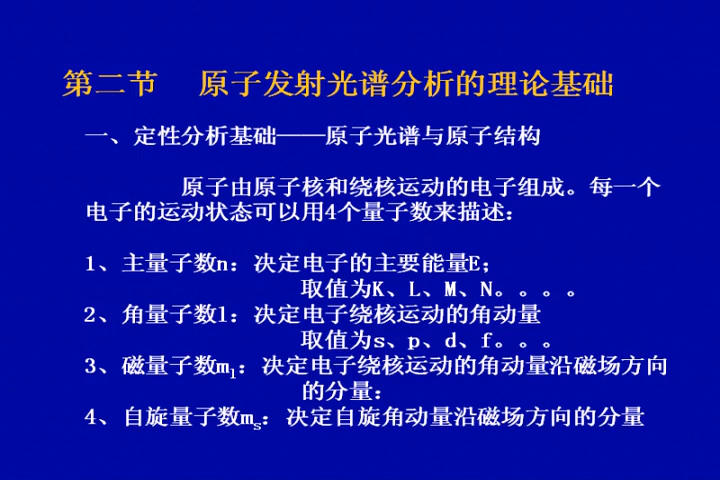 第二节 原子发射光谱分析的理论基础
一、定性分析基础——原子光谱与原子结构
原子由原子核和绕核运动的电子组成。每一个
电子的运动状态可以用4个量子数来描述：
1、主量子数n：决定电子的主要能量E；
取值为K、L、M、N。。。。
2、角量子数l：决定电子绕核运动的角动量
取值为s、p、d、f。。。
3、磁量子数ml：决定电子绕核运动的角动量沿磁场方向
的分量：
4、自旋量子数ms：决定自旋角动量沿磁场方向的分量